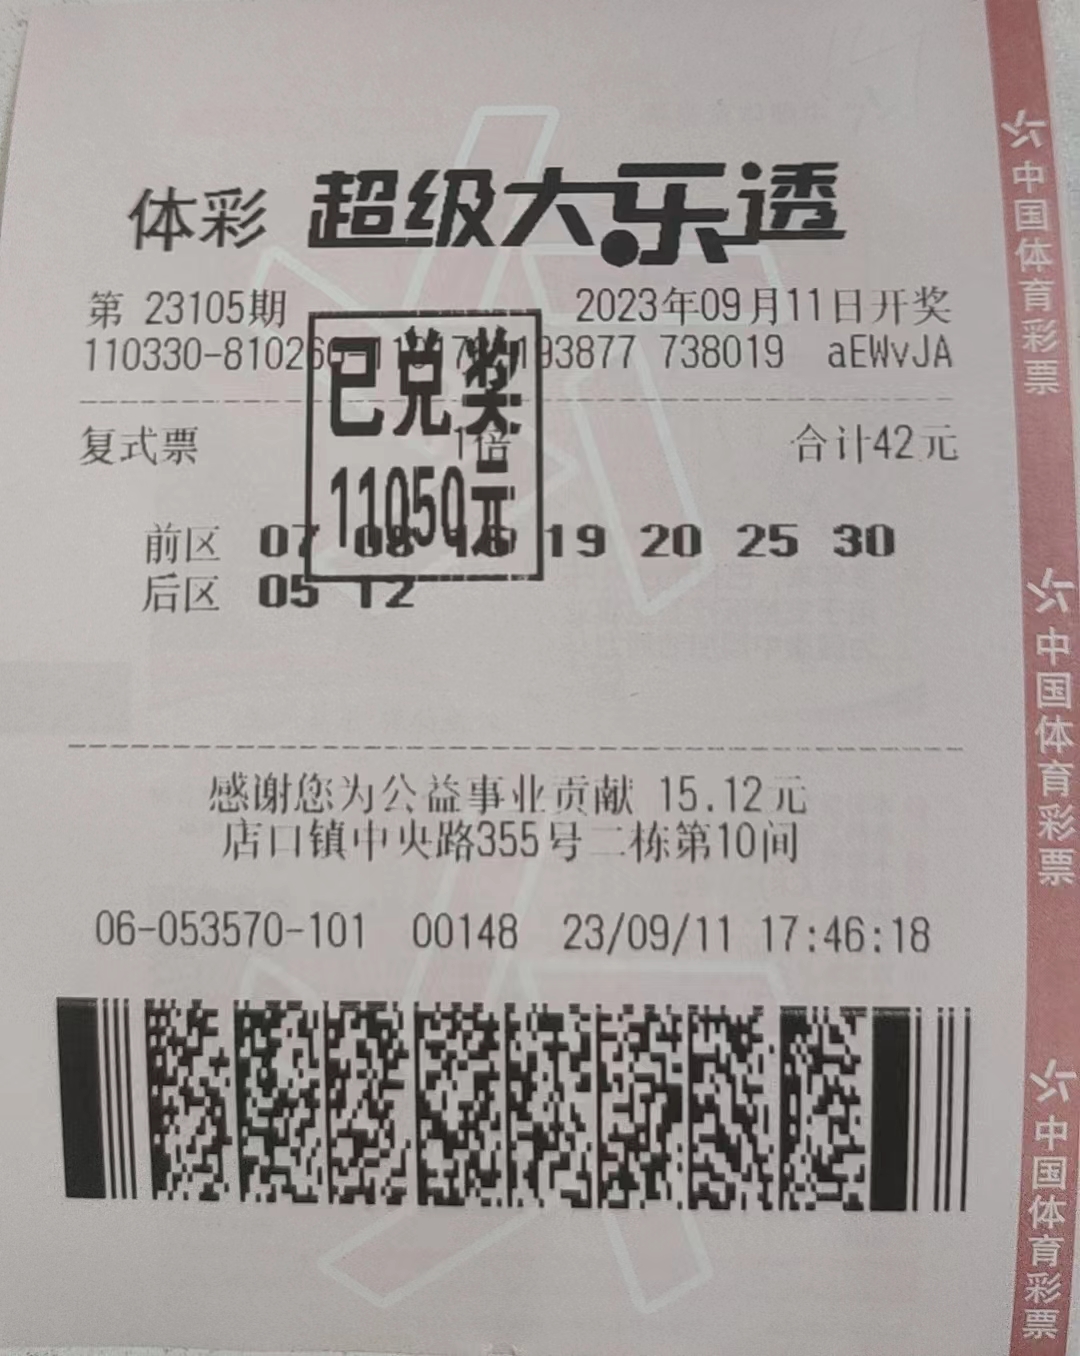 体彩 超级大乐透
第 23105期 2023年09月11日开奖
110330-810266- 193877 738019 aEWvJA
已兑奖
11050元
复式票 1倍 合计42元
前区 07 08 16 19 20 25 30
后区 05 12
感谢您为公益事业贡献 15.12元
店口镇中央路355号二栋第10间
06-053570-101 00148 23/09/11 17:46:18
中国体育彩票
中国体育彩票
中国体育彩票